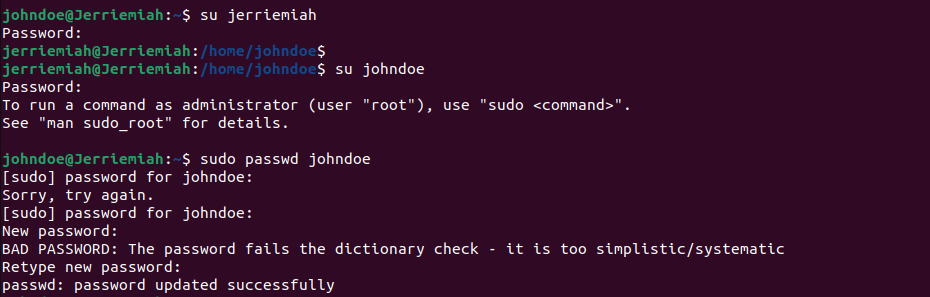 johndoe@Jerriemiah:~$ su jerriemiah
Password:
jerriemiah@Jerriemiah:/home/johndoe$
jerriemiah@Jerriemiah:/home/johndoe$ su johndoe
Password:
To run a command as administrator (user "root"), use "sudo <command>".
See "man sudo_root" for details.
johndoe@Jerriemiah:~$ sudo passwd johndoe
[sudo] password for johndoe:
Sorry, try again.
[sudo] password for johndoe:
New password:
BAD PASSWORD: The password fails the dictionary check - it is too simplistic/systematic
Retype new password:
passwd: password updated successfully